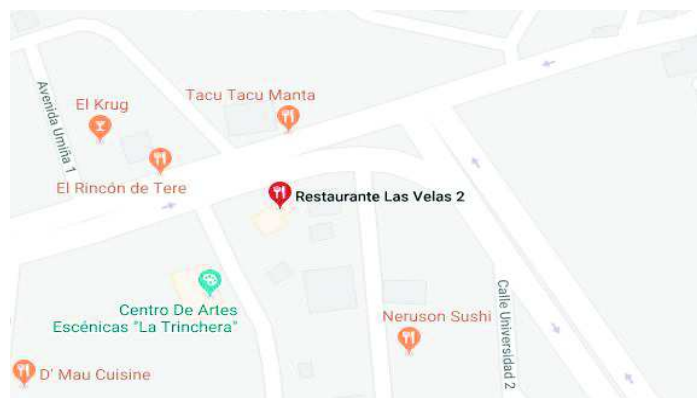 Tacu Tacu Manta
El Krug
Avenida Umiña 1
El Rincón de Tere
Restaurante Las Velas 2
Centro De Artes
Escénicas "La Trinchera"
Calle Universidad 2
Neruson Sushi
D' Mau Cuisine